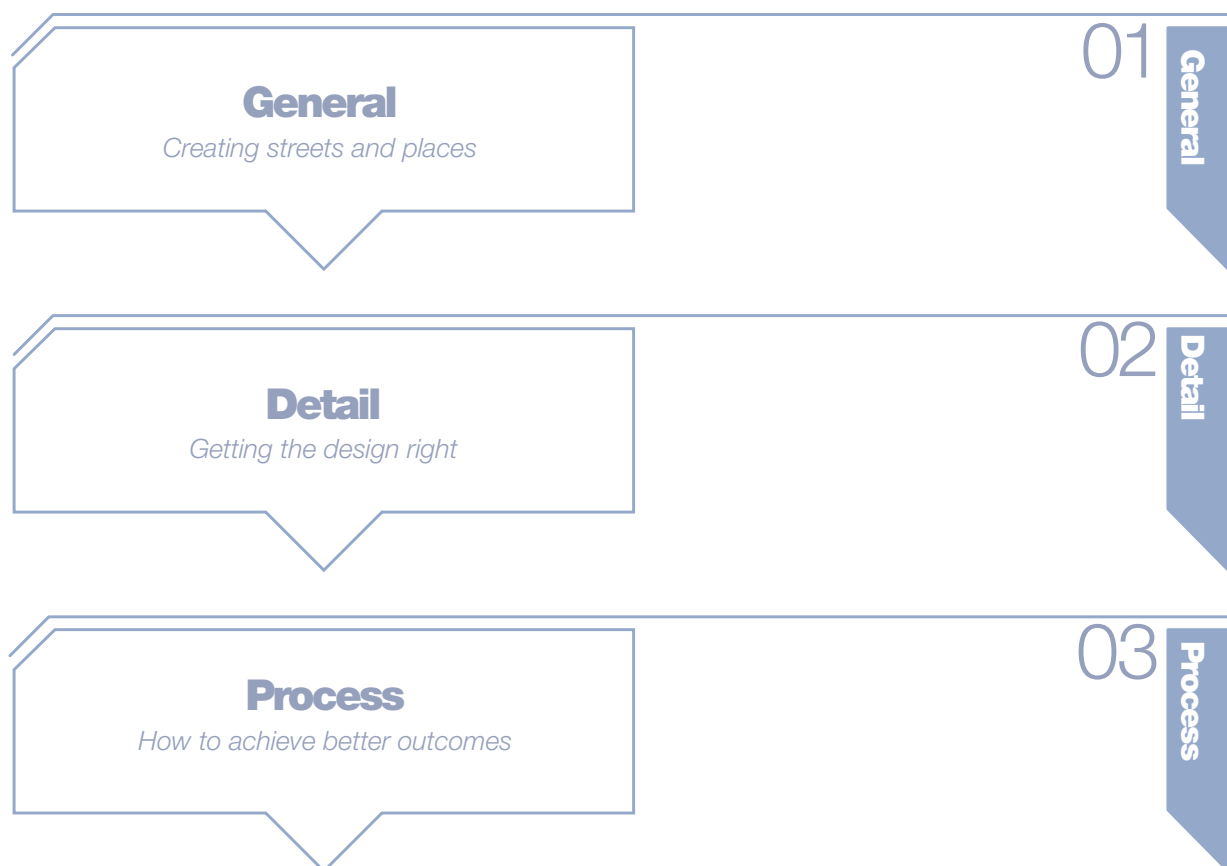 General
Creating streets and places
01
General
Detail
Getting the design right
02
Detail
Process
How to achieve better outcomes
03
Process